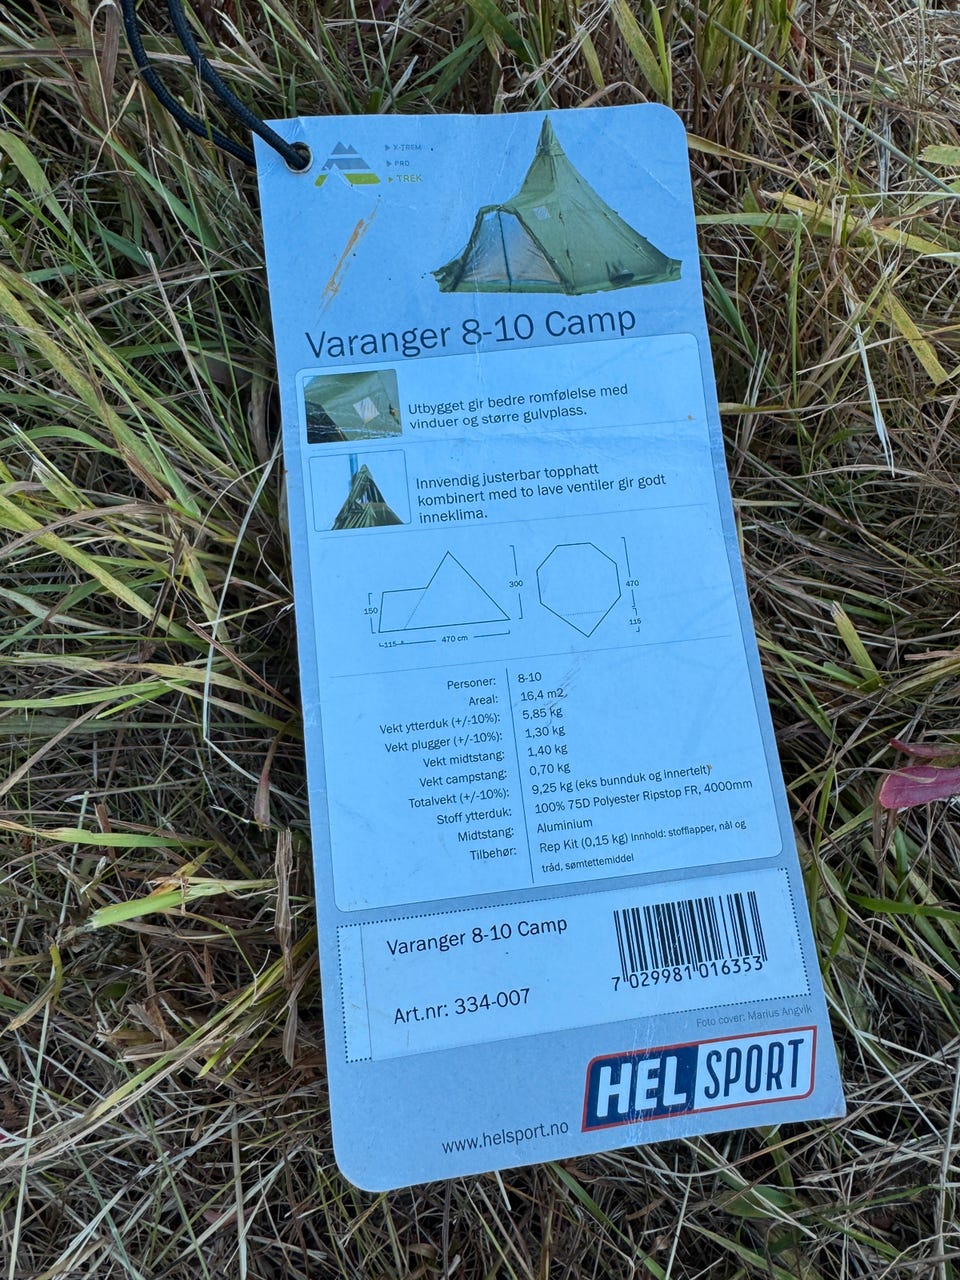 X-TREM
PRO
TREK
Varanger 8-10 Camp
Utbygget gir bedre romfølelse med
vinduer og større gulvplass.
Innvendig justerbar topphatt
kombinert med to lave ventiler gir godt
inneklima.
150
115
470 cm
300
470
115
Personer: 8-10
Areal: 16,4 m2
Vekt ytterduk (+/-10%): 5,85 kg
Vekt plugger (+/-10%): 1,30 kg
Vekt midtstang: 1,40 kg
Vekt campstang: 0,70 kg
Totalvekt (+/-10%): 9,25 kg (eks bunnduk og innertelt)
Stoff ytterduk: 100% 75D Polyester Ripstop FR, 4000mm
Midtstang: Aluminium
Tilbehør: Rep Kit (0,15 kg) Innhold: stofflapper, nål og
tråd, sømtettemiddel
Varanger 8-10 Camp
7 029981 016353
Art.nr: 334-007
Foto cover: Marius Angvik
HELSPORT
www.helsport.no